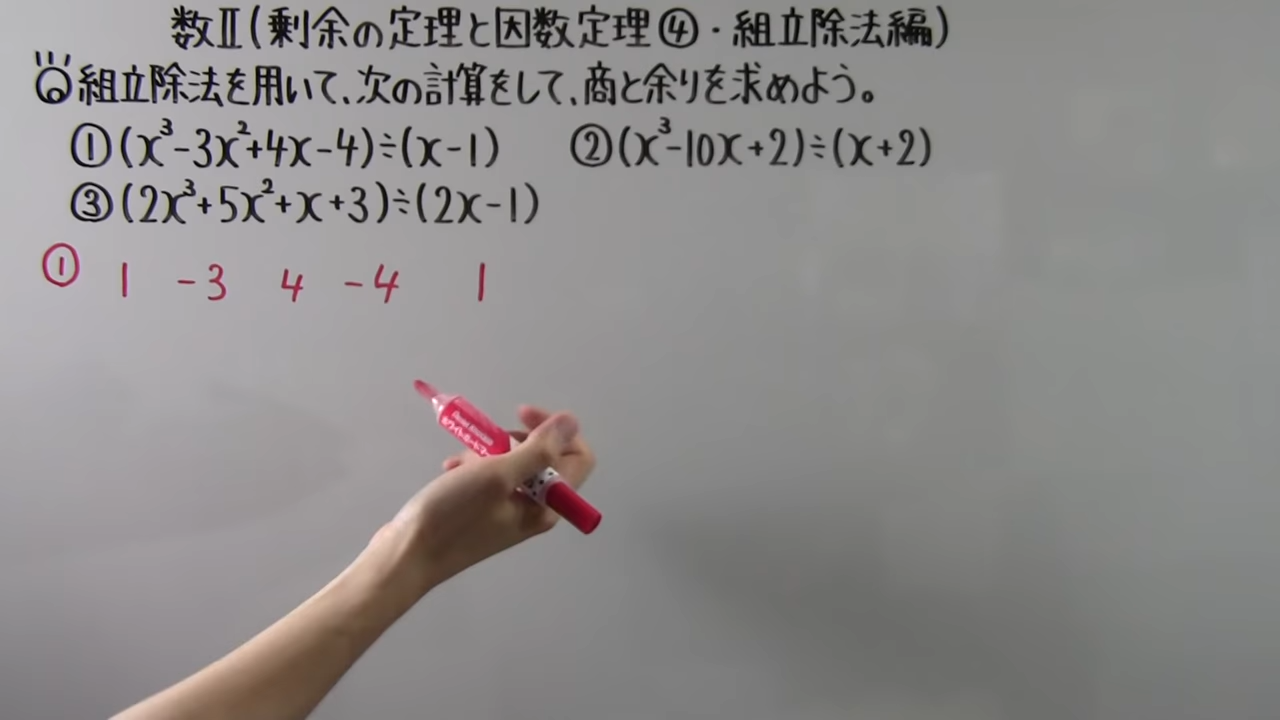 数Ⅱ(剰余の定理と因数定理④・組立除法編)
組立除法を用いて、次の計算をして、商と余りを求めよう。
①(x³-3x²+4x-4)÷(x-1) ②(x³-10x+2)÷(x+2)
③(2x³+5x²+x+3)÷(2x-1)
① 1 -3 4 -4 1